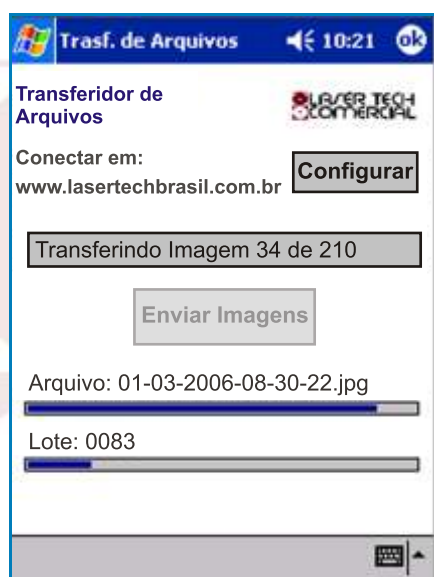 Trasf. de Arquivos 10:21 ok
Transferidor de
Arquivos
LASER TECH
COMERCIAL
Conectar em:
www.lasertechbrasil.com.br
Configurar
Transferindo Imagem 34 de 210
Enviar Imagens
Arquivo: 01-03-2006-08-30-22.jpg
Lote: 0083